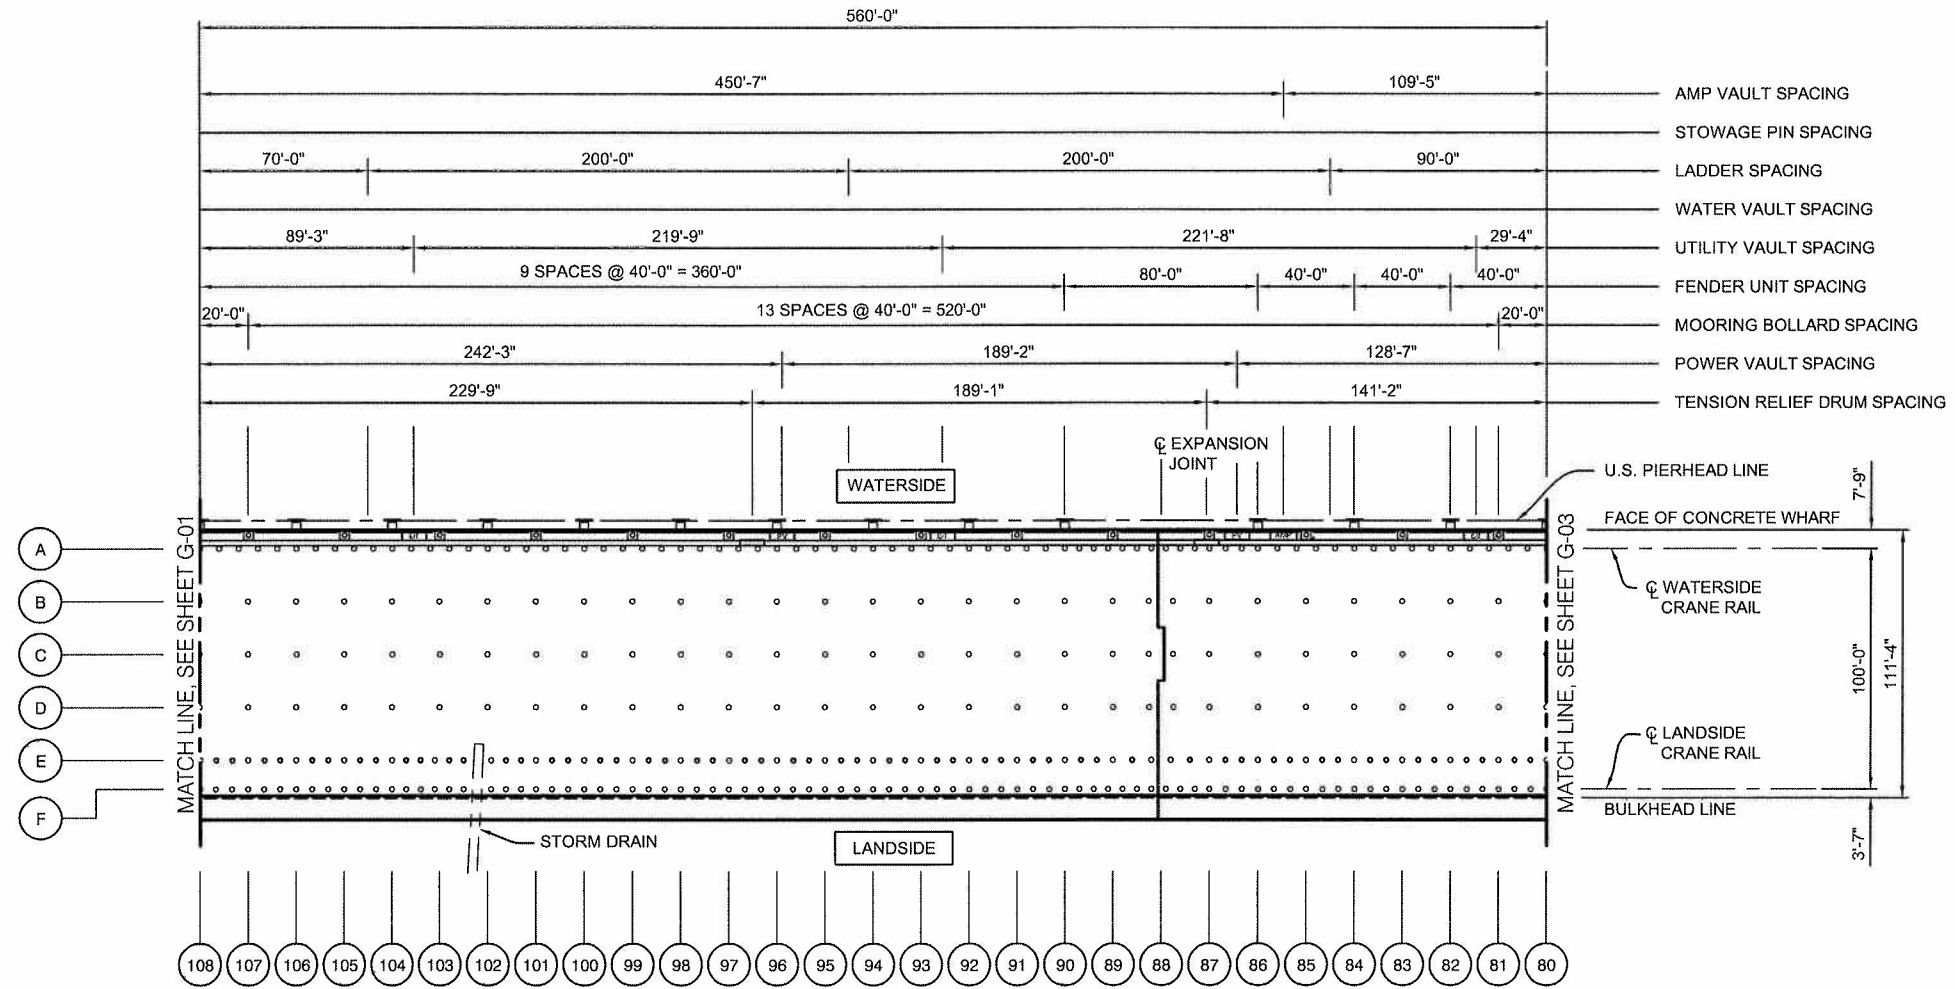 560'-0"
450'-7" 109'-5" AMP VAULT SPACING
STOWAGE PIN SPACING
70'-0" 200'-0" 200'-0" 90'-0" LADDER SPACING
WATER VAULT SPACING
89'-3" 219'-9" 221'-8" 29'-4" UTILITY VAULT SPACING
9 SPACES @ 40'-0" = 360'-0" 80'-0" 40'-0" 40'-0" 40'-0" FENDER UNIT SPACING
20'-0" 13 SPACES @ 40'-0" = 520'-0" 20'-0" MOORING BOLLARD SPACING
242'-3" 189'-2" 128'-7" POWER VAULT SPACING
229'-9" 189'-1" 141'-2" TENSION RELIEF DRUM SPACING
℄ EXPANSION
JOINT
WATERSIDE
U.S. PIERHEAD LINE
7'-9"
FACE OF CONCRETE WHARF
MATCH LINE, SEE SHEET G-01
MATCH LINE, SEE SHEET G-03
A
B
C
D
E
F
AMP
℄ WATERSIDE
CRANE RAIL
100'-0"
111'-4"
℄ LANDSIDE
CRANE RAIL
BULKHEAD LINE
3'-7"
STORM DRAIN
LANDSIDE
108 107 106 105 104 103 102 101 100 99 98 97 96 95 94 93 92 91 90 89 88 87 86 85 84 83 82 81 80